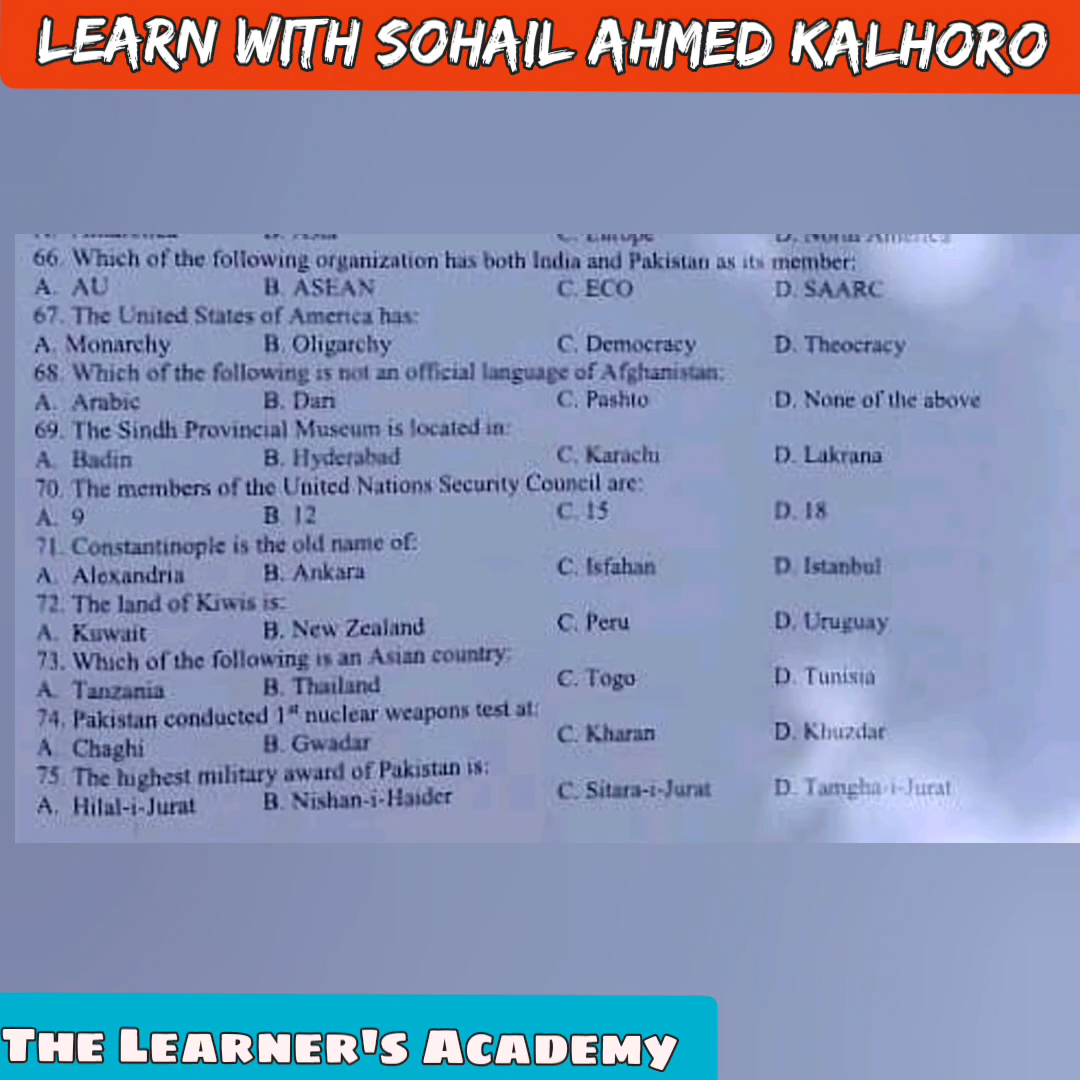 LEARN WITH SOHAIL AHMED KALHORO
C. Europe D. North America
66. Which of the following organization has both India and Pakistan as its member:
A. AU B. ASEAN C. ECO D. SAARC
67. The United States of America has:
A. Monarchy B. Oligarchy C. Democracy D. Theocracy
68. Which of the following is not an official language of Afghanistan:
A. Arabic B. Dari C. Pashto D. None of the above
69. The Sindh Provincial Museum is located in:
A. Badin B. Hyderabad C. Karachi D. Lakrana
70. The members of the United Nations Security Council are:
A. 9 B. 12 C. 15 D. 18
71. Constantinople is the old name of:
A. Alexandria B. Ankara C. Isfahan D. Istanbul
72. The land of Kiwis is:
A. Kuwait B. New Zealand C. Peru D. Uruguay
73. Which of the following is an Asian country:
A. Tanzania B. Thailand C. Togo D. Tunisia
74. Pakistan conducted 1st nuclear weapons test at:
A. Chaghi B. Gwadar C. Kharan D. Khuzdar
75. The highest military award of Pakistan is:
A. Hilal-i-Jurat B. Nishan-i-Haider C. Sitara-i-Jurat D. Tamgha-i-Jurat
THE LEARNER'S ACADEMY